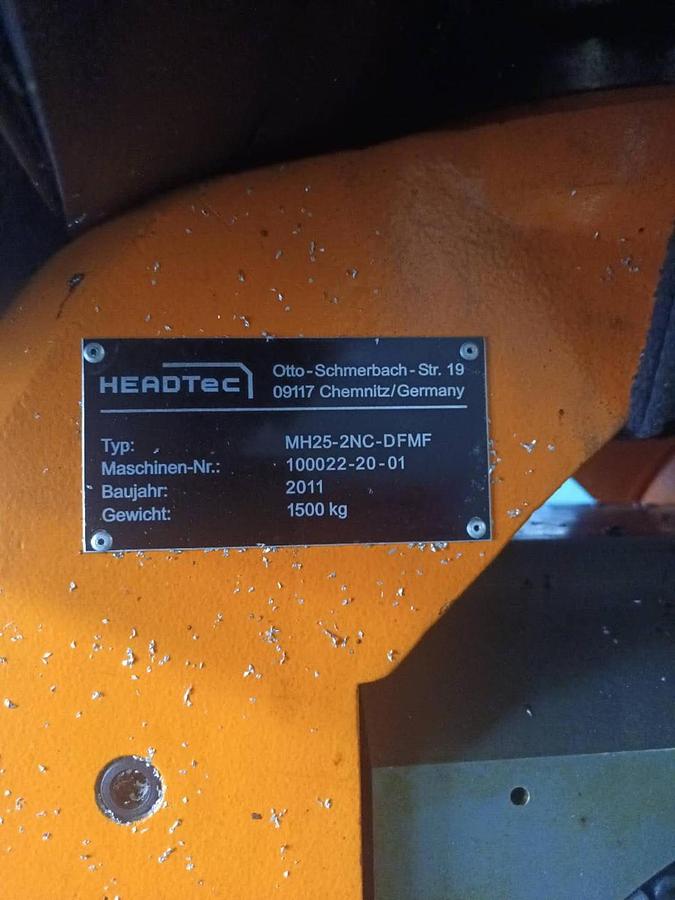 HEADTec
Otto-Schmerbach-Str. 19
09117 Chemnitz/Germany
Typ: MH25-2NC-DFMF
Maschinen-Nr.: 100022-20-01
Baujahr: 2011
Gewicht: 1500 kg